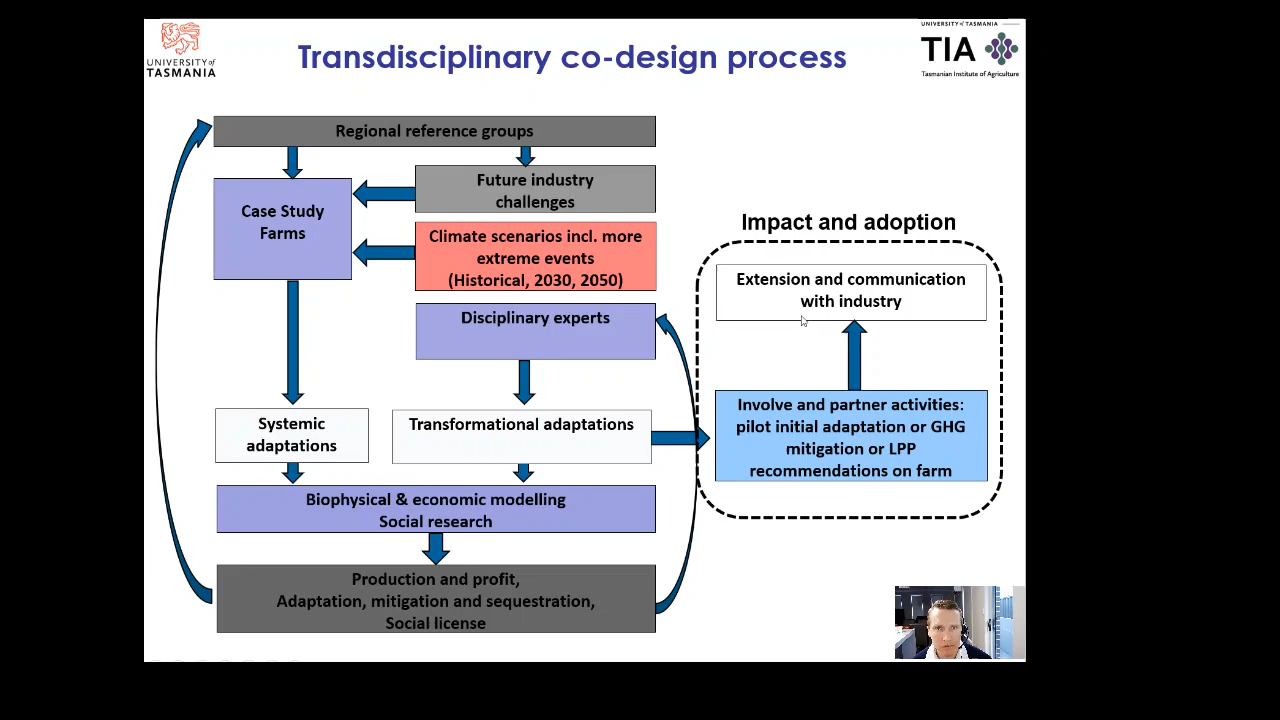 UNIVERSITY of
TASMANIA
Transdisciplinary co-design process
UNIVERSITY of TASMANIA
TIA
Tasmanian Institute of Agriculture
Regional reference groups
Future industry
challenges
Case Study
Farms
Climate scenarios incl. more
extreme events
(Historical, 2030, 2050)
Disciplinary experts
Systemic
adaptations
Transformational adaptations
Biophysical & economic modelling
Social research
Production and profit,
Adaptation, mitigation and sequestration,
Social license
Impact and adoption
Extension and communication
with industry
Involve and partner activities:
pilot initial adaptation or GHG
mitigation or LPP
recommendations on farm